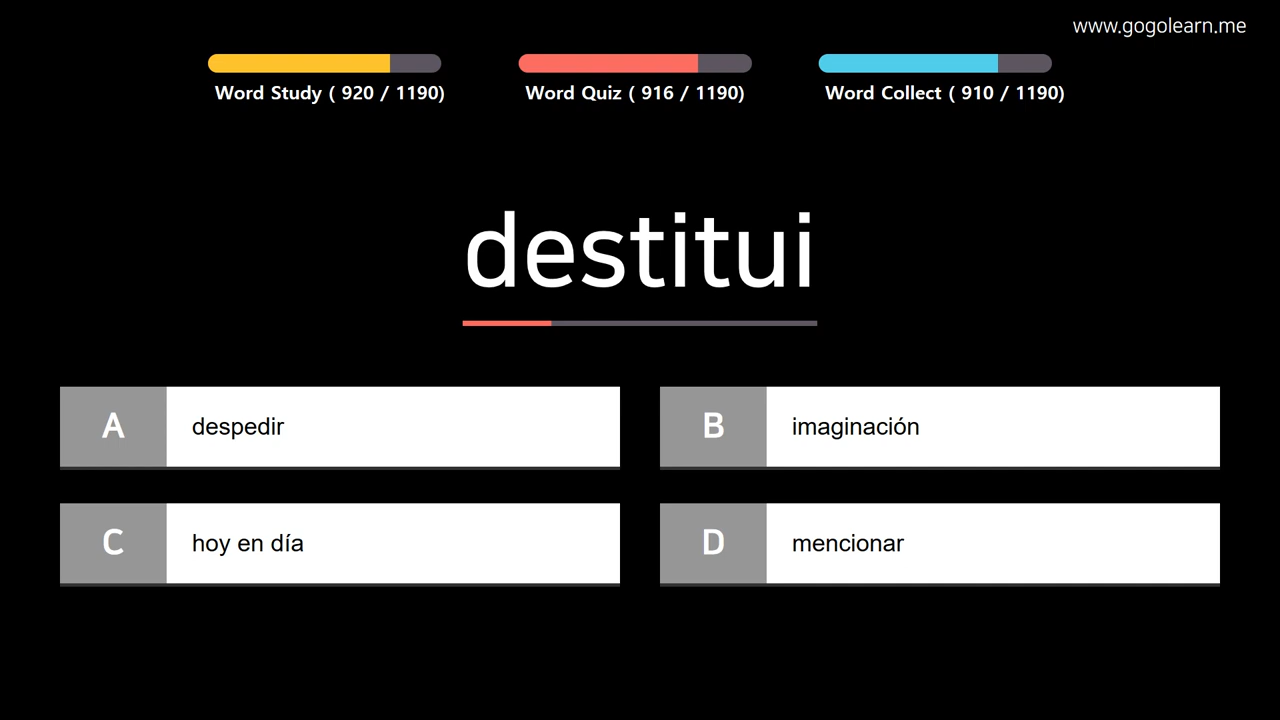 www.gogolearn.me
Word Study ( 920 / 1190)
Word Quiz ( 916 / 1190)
Word Collect ( 910 / 1190)
destitui
A
despedir
B
imaginación
C
hoy en día
D
mencionar